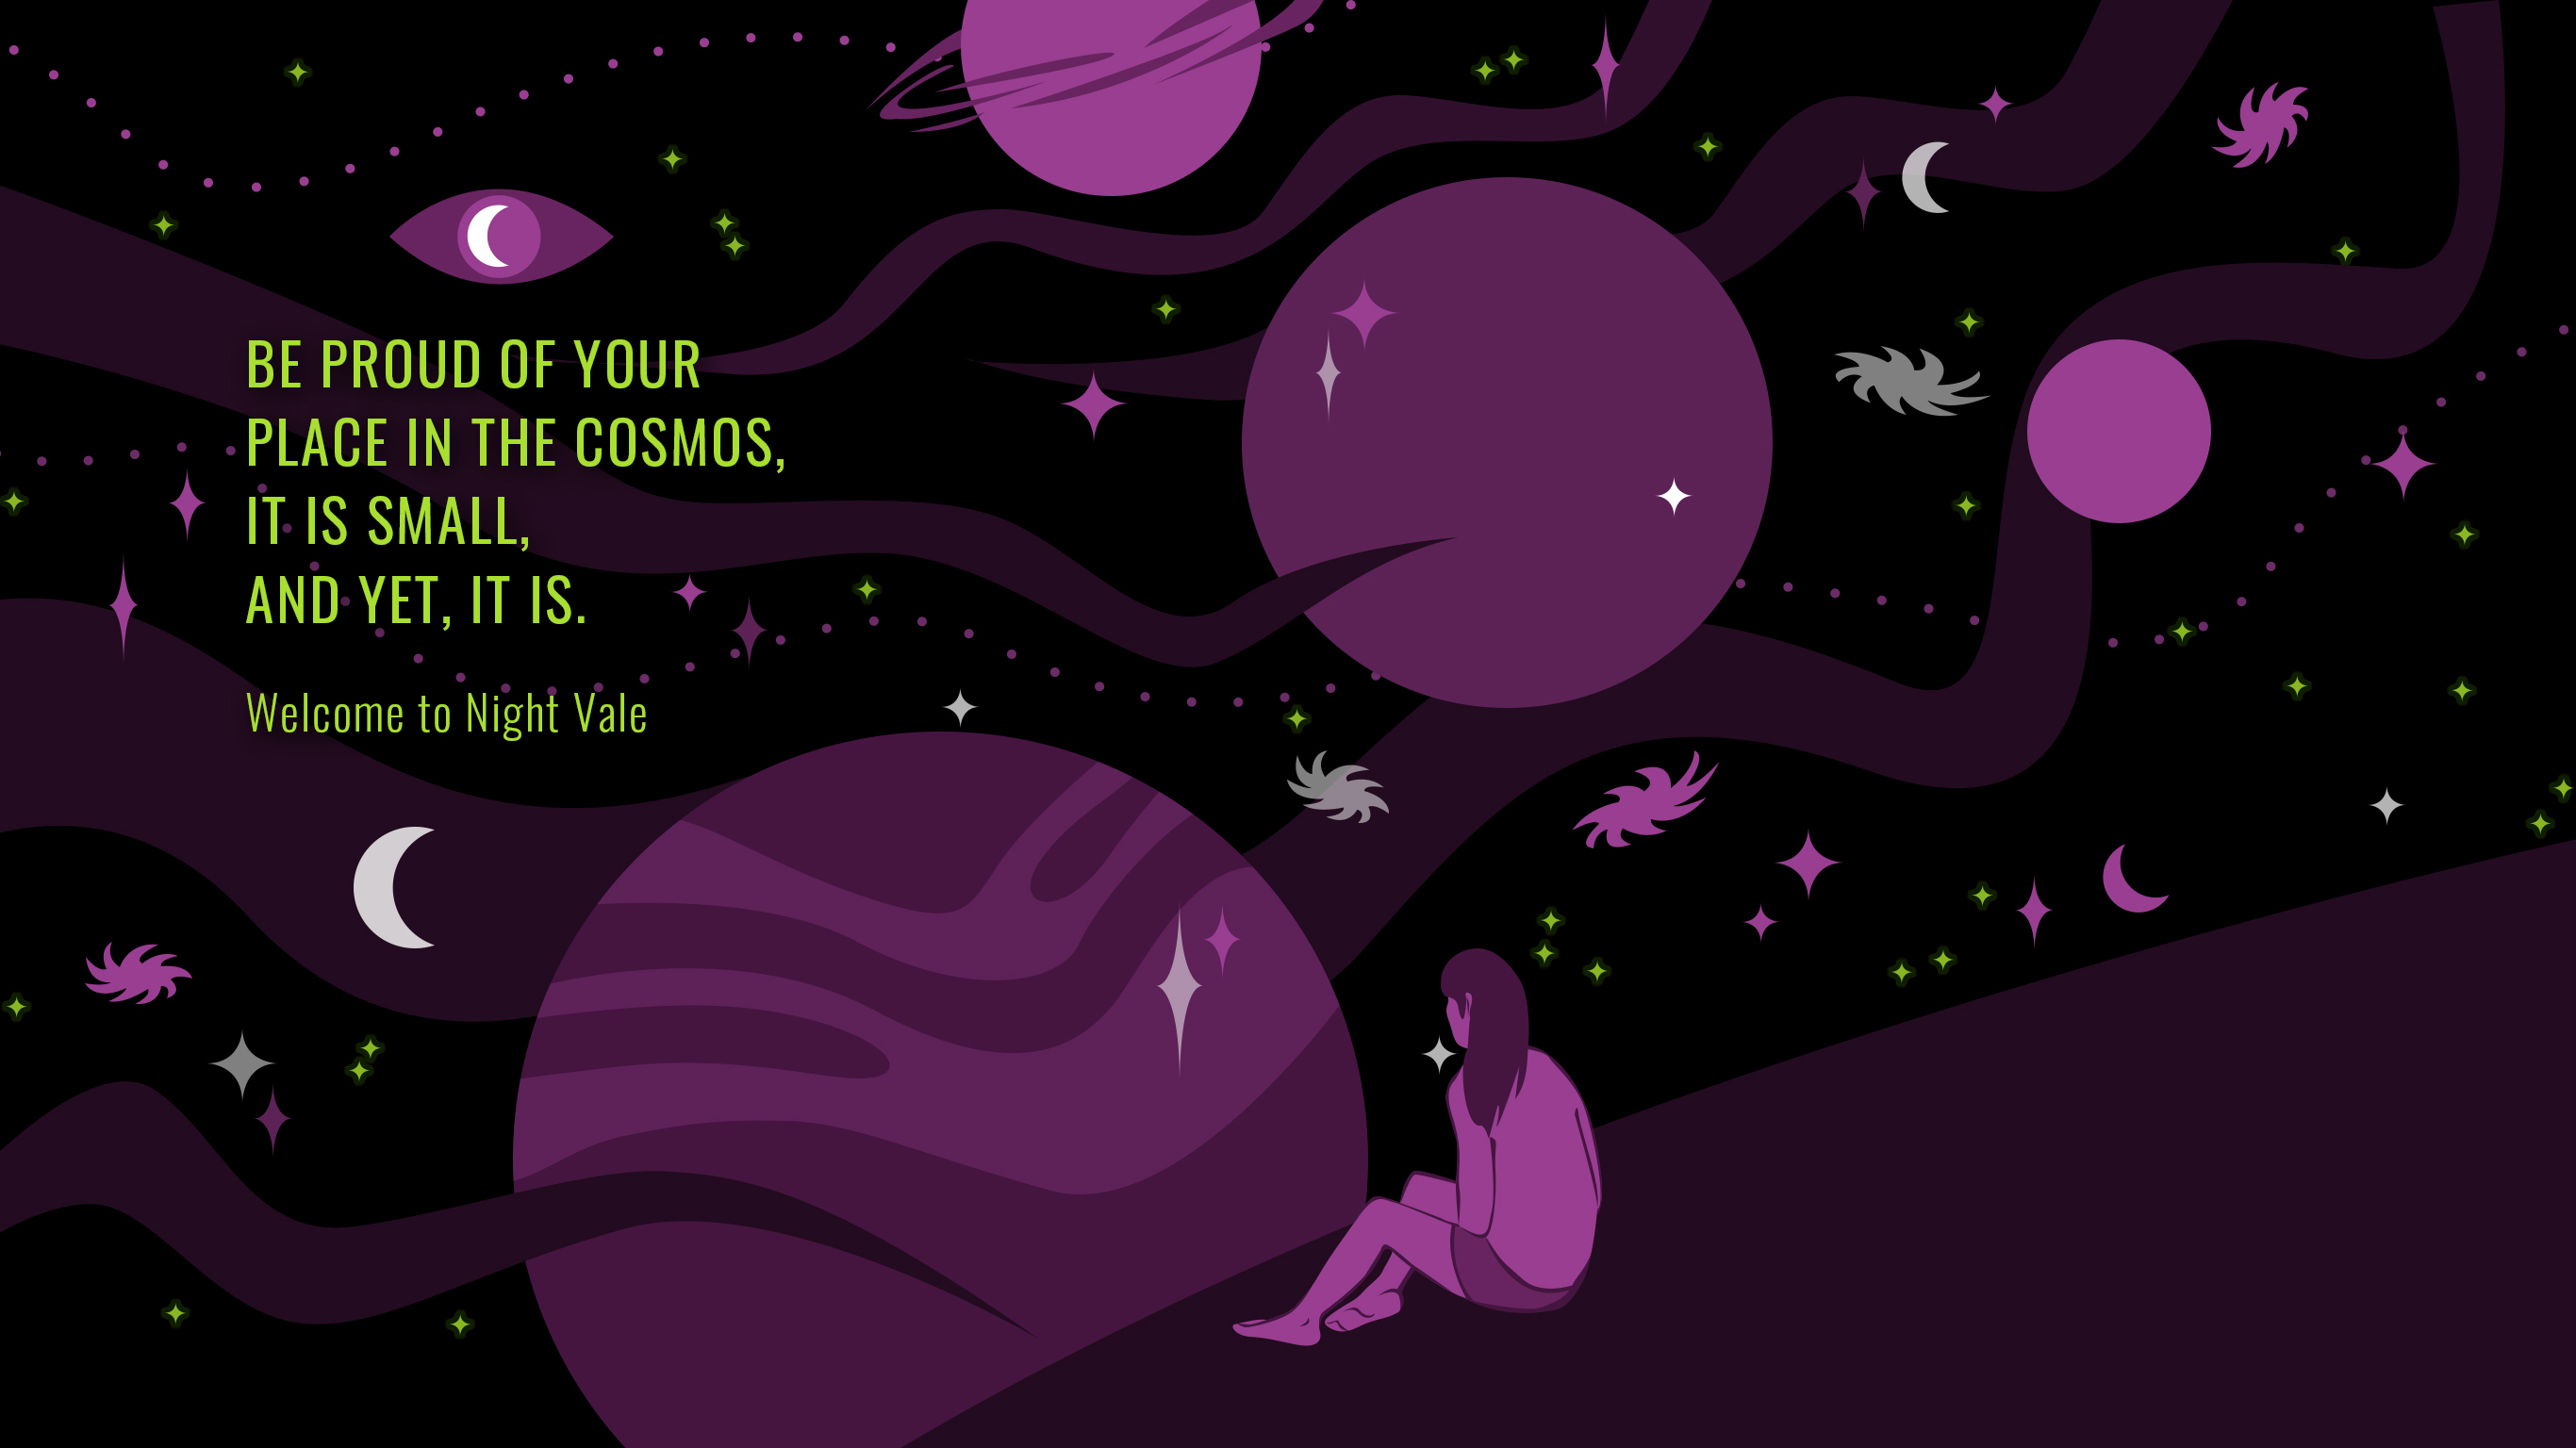 BE PROUD OF YOUR
PLACE IN THE COSMOS,
IT IS SMALL,
AND YET, IT IS.
Welcome to Night Vale